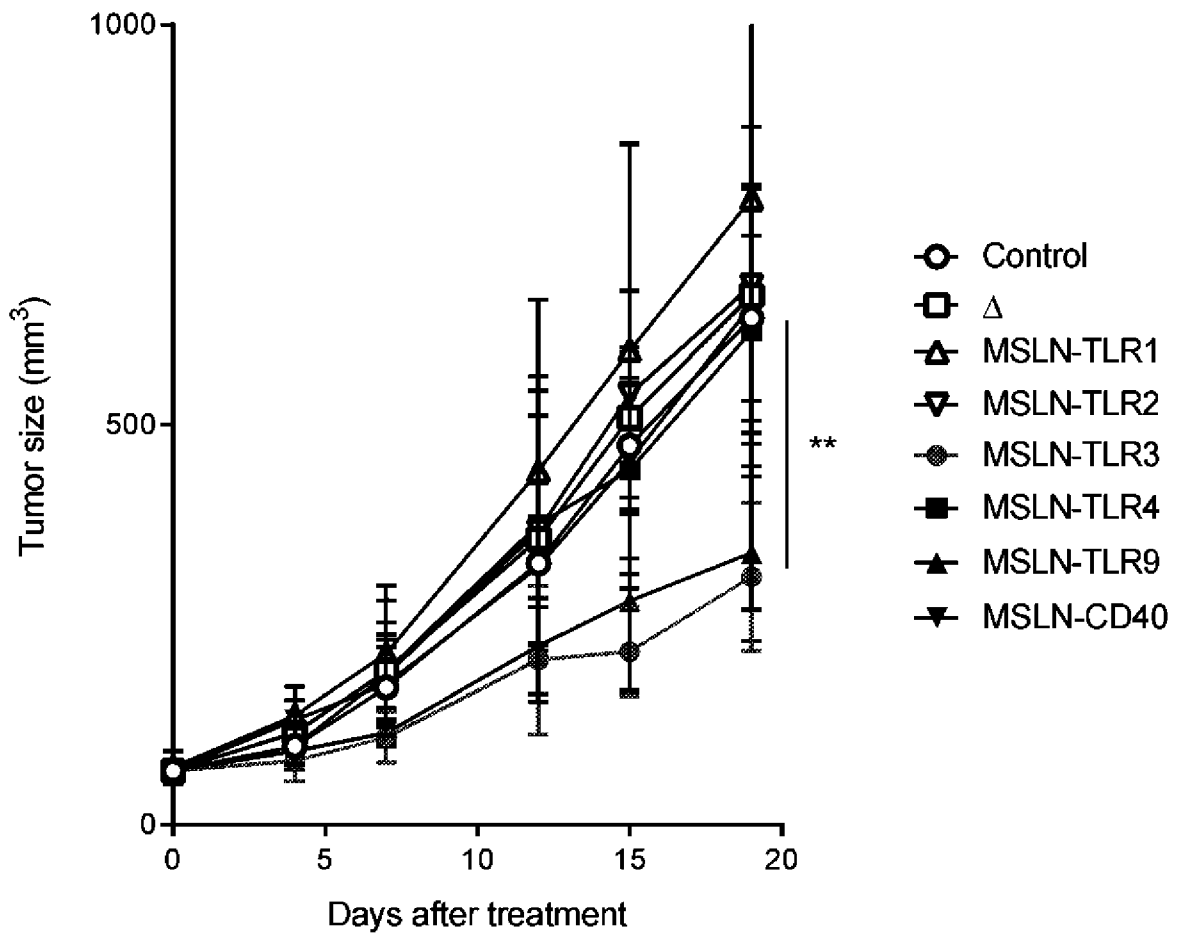 1000
500
0
Tumor size (mm³)
0 5 10 15 20
Days after treatment
**
Control
Δ
MSLN-TLR1
MSLN-TLR2
MSLN-TLR3
MSLN-TLR4
MSLN-TLR9
MSLN-CD40